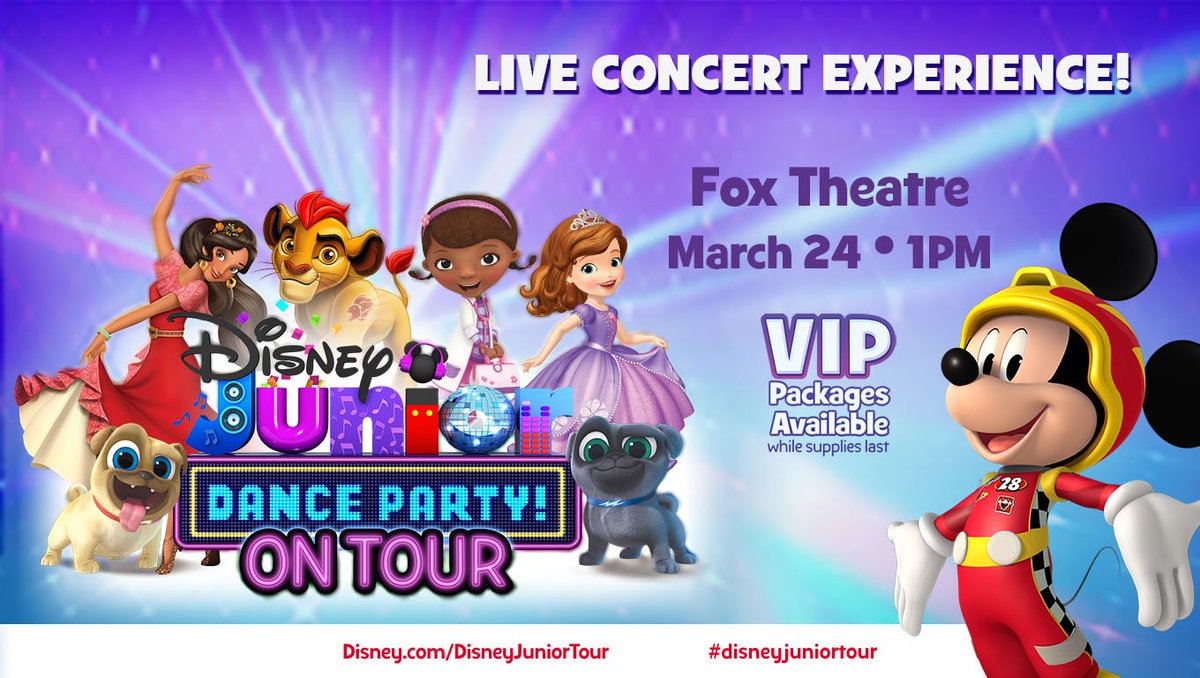 LIVE CONCERT EXPERIENCE!
Fox Theatre
March 24 • 1PM
VIP
Packages
Available
while supplies last
Disney
Junior
DANCE PARTY!
ON TOUR
28
Disney.com/DisneyJuniorTour
#disneyjuniortour